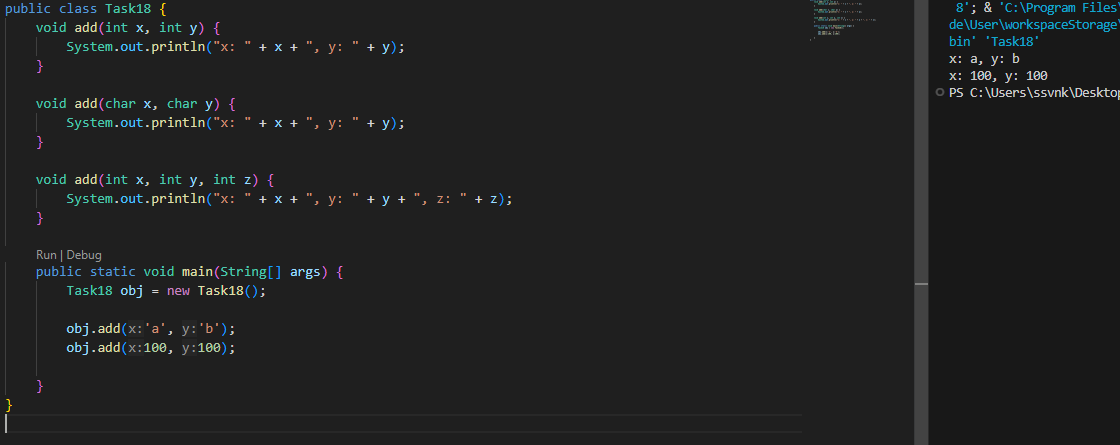 public class Task18 {
    void add(int x, int y) {
        System.out.println("x: " + x + ", y: " + y);
    }

    void add(char x, char y) {
        System.out.println("x: " + x + ", y: " + y);
    }

    void add(int x, int y, int z) {
        System.out.println("x: " + x + ", y: " + y + ", z: " + z);
    }

    Run | Debug
    public static void main(String[] args) {
        Task18 obj = new Task18();

        obj.add(x:'a', y:'b');
        obj.add(x:100, y:100);

    }
}
8'; & 'C:\Program Files\
de\User\workspaceStorage\
bin' 'Task18'
x: a, y: b
x: 100, y: 100
PS C:\Users\ssvnk\Desktop